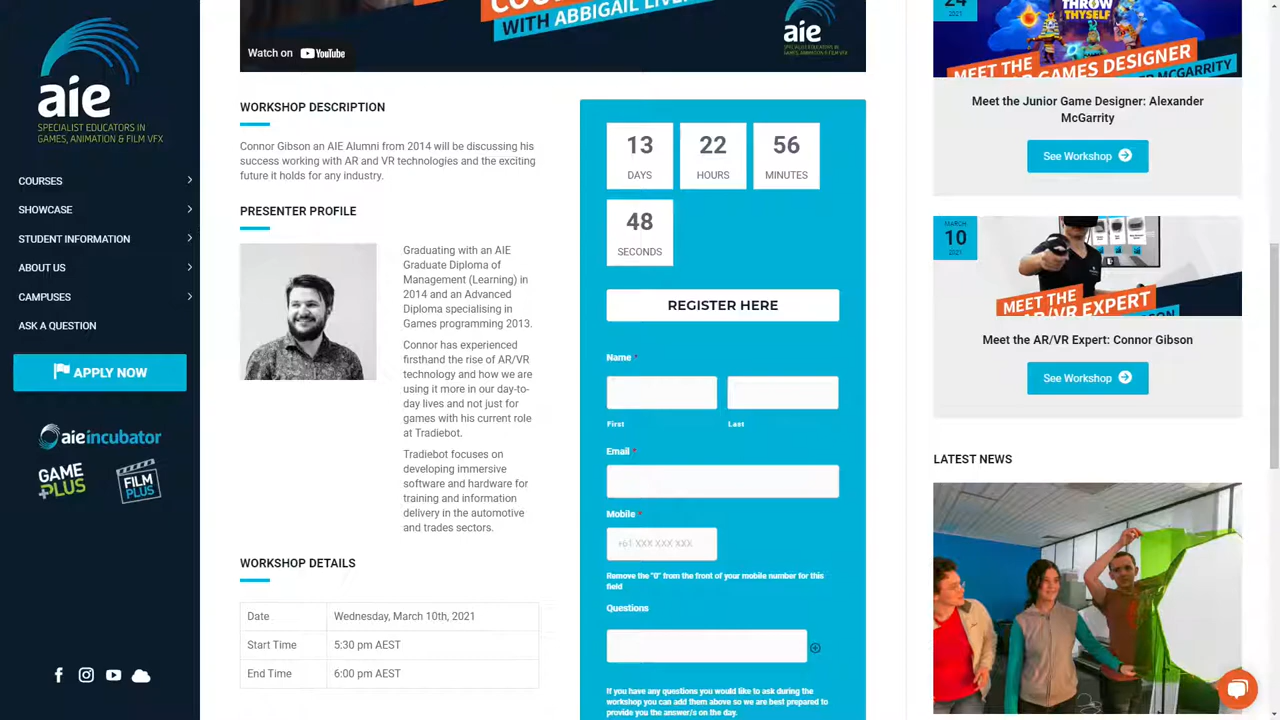 aie
SPECIALIST EDUCATORS IN
GAMES, ANIMATION & FILM VFX
COURSES
SHOWCASE
STUDENT INFORMATION
ABOUT US
CAMPUSES
ASK A QUESTION
APPLY NOW
aieincubator
GAME
PLUS
FILM
PLUS
WITH ABBIGAIL
Watch on YouTube
aie
SPECIALIST EDUCATORS IN
GAMES, ANIMATION & FILM VFX
WORKSHOP DESCRIPTION
Connor Gibson an AIE Alumni from 2014 will be discussing his
success working with AR and VR technologies and the exciting
future it holds for any industry.
PRESENTER PROFILE
Graduating with an AIE
Graduate Diploma of
Management (Learning) in
2014 and an Advanced
Diploma specialising in
Games programming 2013.
Connor has experienced
firsthand the rise of AR/VR
technology and how we are
using it more in our day-to-
day lives and not just for
games with his current role
at Tradiebot.
Tradiebot focuses on
developing immersive
software and hardware for
training and information
delivery in the automotive
and trades sectors.
WORKSHOP DETAILS
Date Wednesday, March 10th, 2021
Start Time 5:30 pm AEST
End Time 6:00 pm AEST
13 22 56
DAYS HOURS MINUTES
48
SECONDS
REGISTER HERE
Name *
First Last
Email *
Mobile *
+61 XXX XXX XXX
Remove the "0" from the front of your mobile number for this
field
Questions
If you have any questions you would like to ask during the
workshop you can add them above so we are best prepared to
provide you the answer/s on the day.
24
2021
THROW
THYSELF
MEET THE
GAMES DESIGNER
MCGARRITY
Meet the Junior Game Designer: Alexander
McGarrity
See Workshop
MARCH
10
2021
MEET THE
AR/VR EXPERT
Meet the AR/VR Expert: Connor Gibson
See Workshop
LATEST NEWS